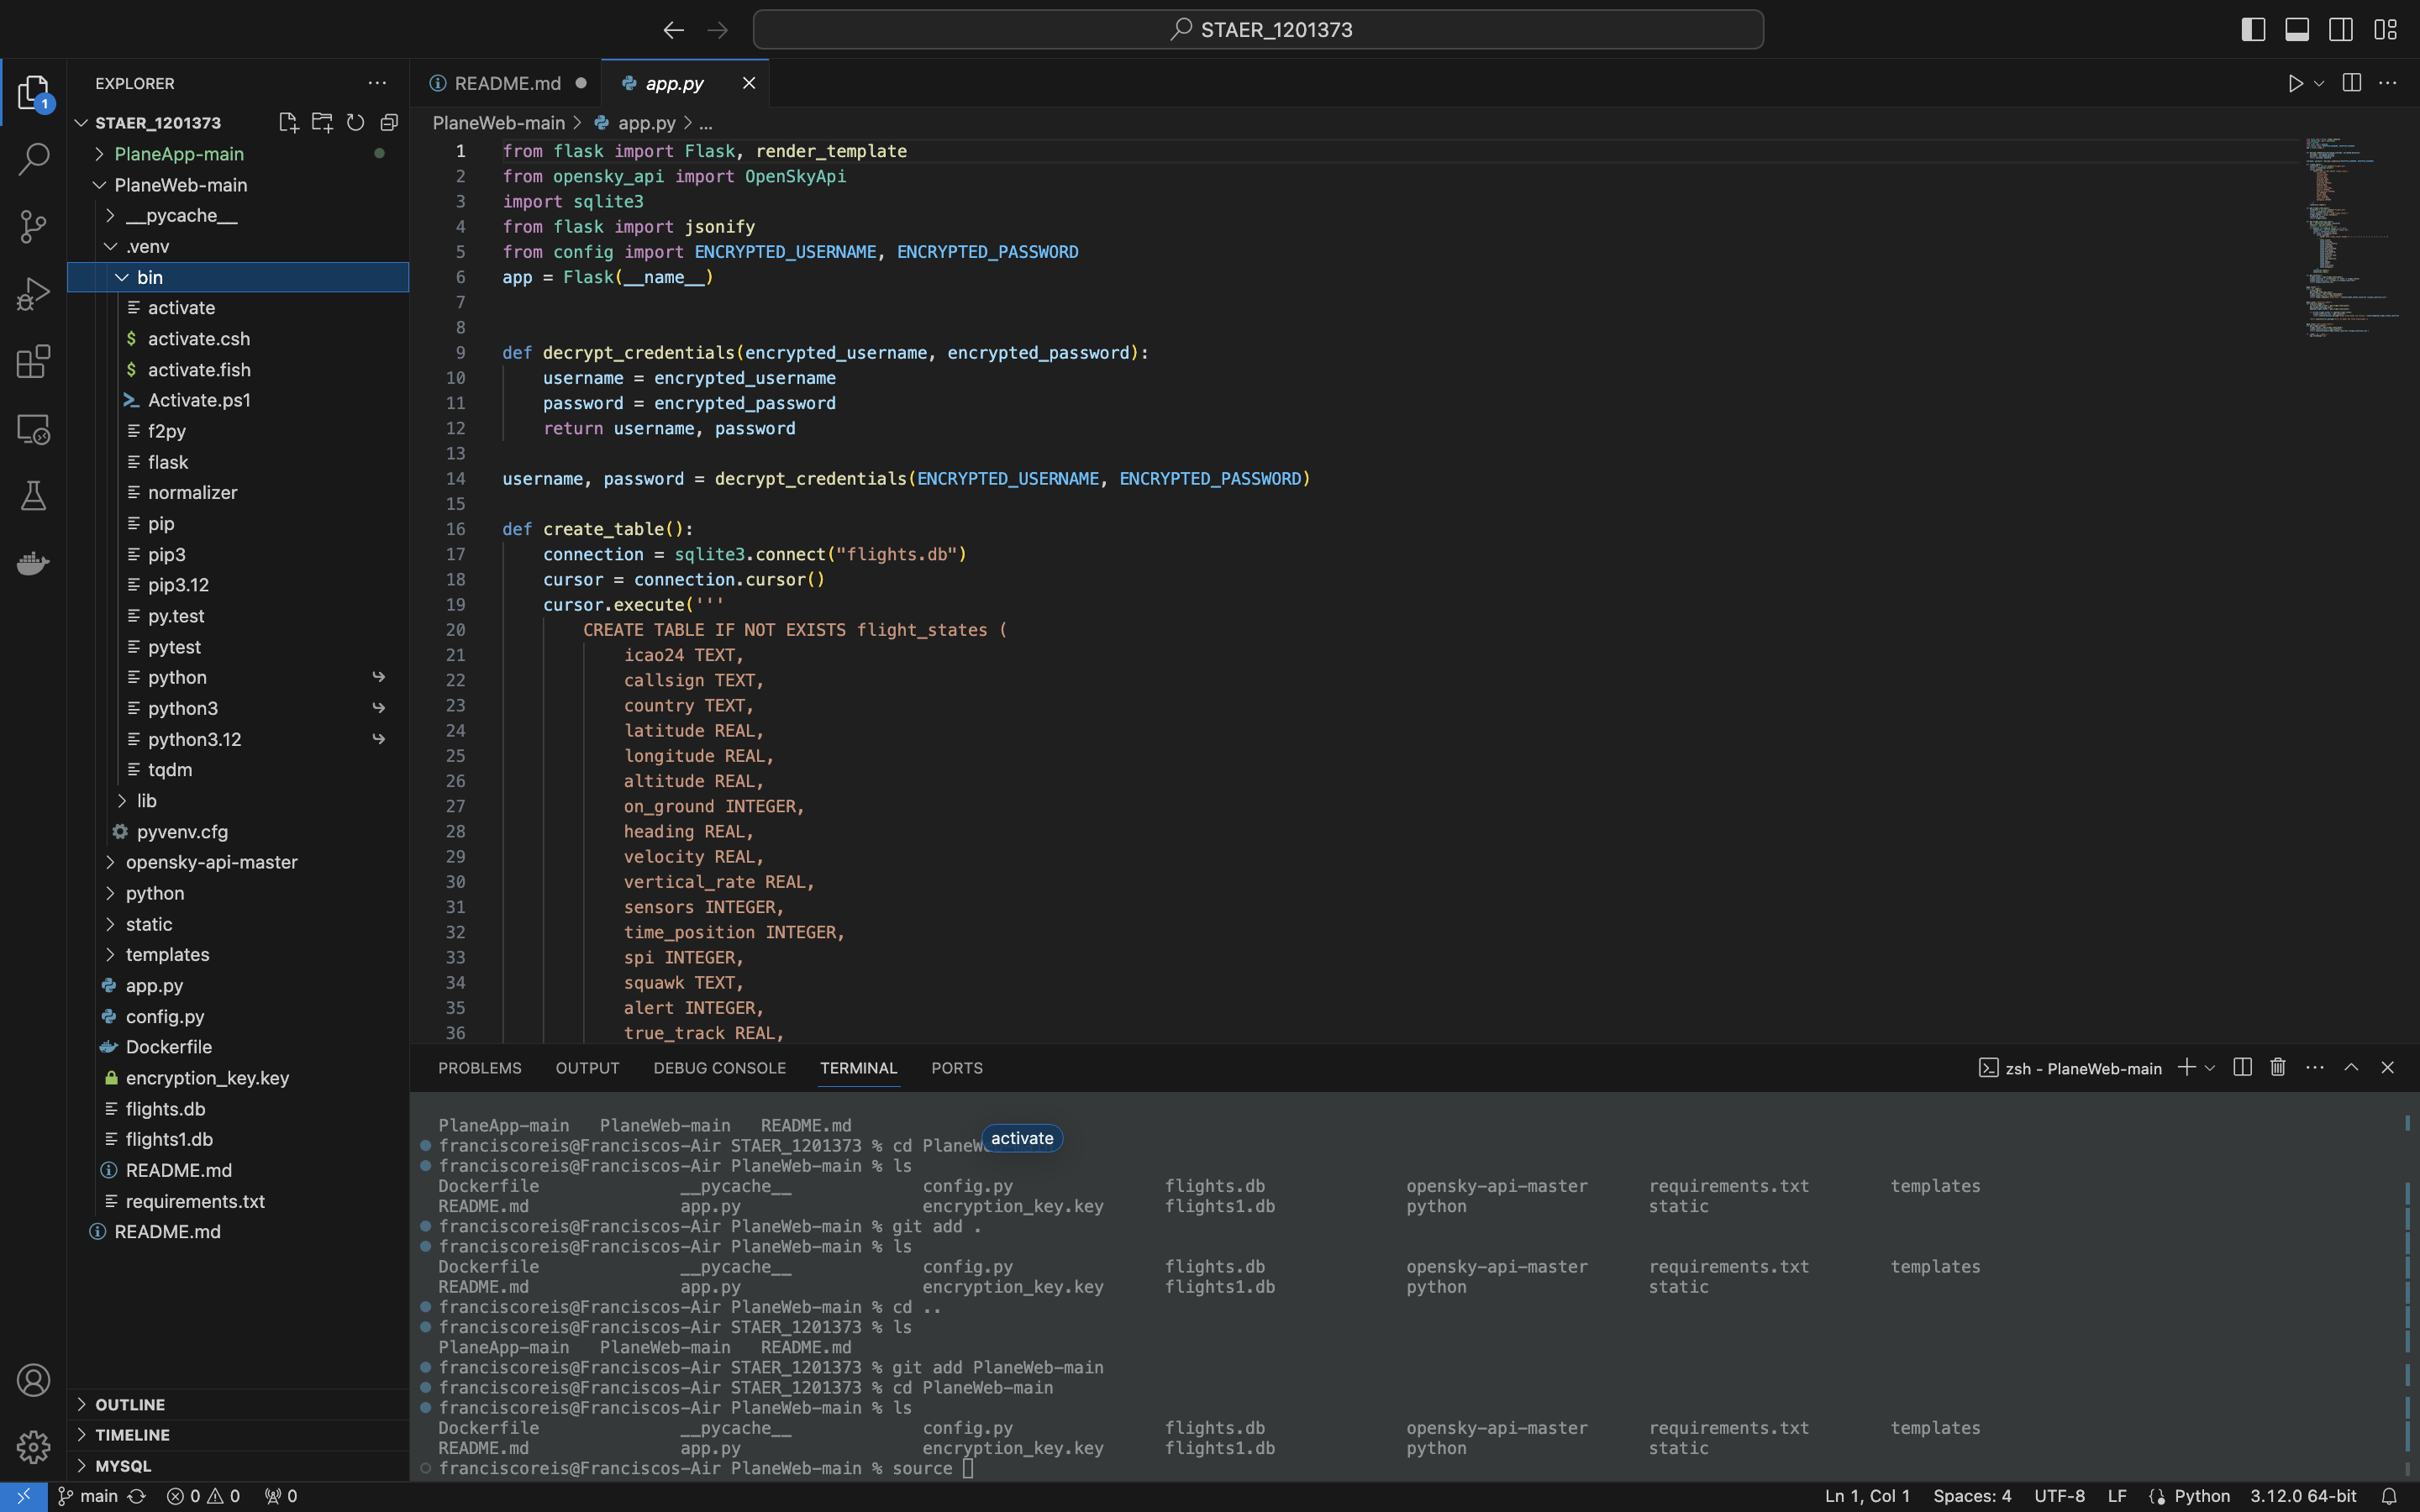 STAER_1201373
EXPLORER
STAER_1201373
PlaneApp-main
PlaneWeb-main
__pycache__
.venv
bin
activate
activate.csh
activate.fish
Activate.ps1
f2py
flask
normalizer
pip
pip3
pip3.12
py.test
pytest
python
python3
python3.12
tqdm
lib
pyvenv.cfg
opensky-api-master
python
static
templates
app.py
config.py
Dockerfile
encryption_key.key
flights.db
flights1.db
README.md
requirements.txt
README.md
OUTLINE
TIMELINE
MYSQL
1
README.md
app.py
PlaneWeb-main > app.py > ...
1 from flask import Flask, render_template
2 from opensky_api import OpenSkyApi
3 import sqlite3
4 from flask import jsonify
5 from config import ENCRYPTED_USERNAME, ENCRYPTED_PASSWORD
6 app = Flask(__name__)
7
8
9 def decrypt_credentials(encrypted_username, encrypted_password):
10 username = encrypted_username
11 password = encrypted_password
12 return username, password
13
14 username, password = decrypt_credentials(ENCRYPTED_USERNAME, ENCRYPTED_PASSWORD)
15
16 def create_table():
17 connection = sqlite3.connect("flights.db")
18 cursor = connection.cursor()
19 cursor.execute('''
20 CREATE TABLE IF NOT EXISTS flight_states (
21 icao24 TEXT,
22 callsign TEXT,
23 country TEXT,
24 latitude REAL,
25 longitude REAL,
26 altitude REAL,
27 on_ground INTEGER,
28 heading REAL,
29 velocity REAL,
30 vertical_rate REAL,
31 sensors INTEGER,
32 time_position INTEGER,
33 spi INTEGER,
34 squawk TEXT,
35 alert INTEGER,
36 true_track REAL,
PROBLEMS OUTPUT DEBUG CONSOLE TERMINAL PORTS
zsh - PlaneWeb-main
PlaneApp-main PlaneWeb-main README.md
franciscoreis@Franciscos-Air STAER_1201373 % cd PlaneW
activate
franciscoreis@Franciscos-Air PlaneWeb-main % ls
Dockerfile __pycache__ config.py flights.db opensky-api-master requirements.txt templates
README.md app.py encryption_key.key flights1.db python static
franciscoreis@Franciscos-Air PlaneWeb-main % git add .
franciscoreis@Franciscos-Air PlaneWeb-main % ls
Dockerfile __pycache__ config.py flights.db opensky-api-master requirements.txt templates
README.md app.py encryption_key.key flights1.db python static
franciscoreis@Franciscos-Air PlaneWeb-main % cd ..
franciscoreis@Franciscos-Air STAER_1201373 % ls
PlaneApp-main PlaneWeb-main README.md
franciscoreis@Franciscos-Air STAER_1201373 % git add PlaneWeb-main
franciscoreis@Franciscos-Air STAER_1201373 % cd PlaneWeb-main
franciscoreis@Franciscos-Air PlaneWeb-main % ls
Dockerfile __pycache__ config.py flights.db opensky-api-master requirements.txt templates
README.md app.py encryption_key.key flights1.db python static
franciscoreis@Franciscos-Air PlaneWeb-main % source
main 0 0 0 Ln 1, Col 1 Spaces: 4 UTF-8 LF Python 3.12.0 64-bit